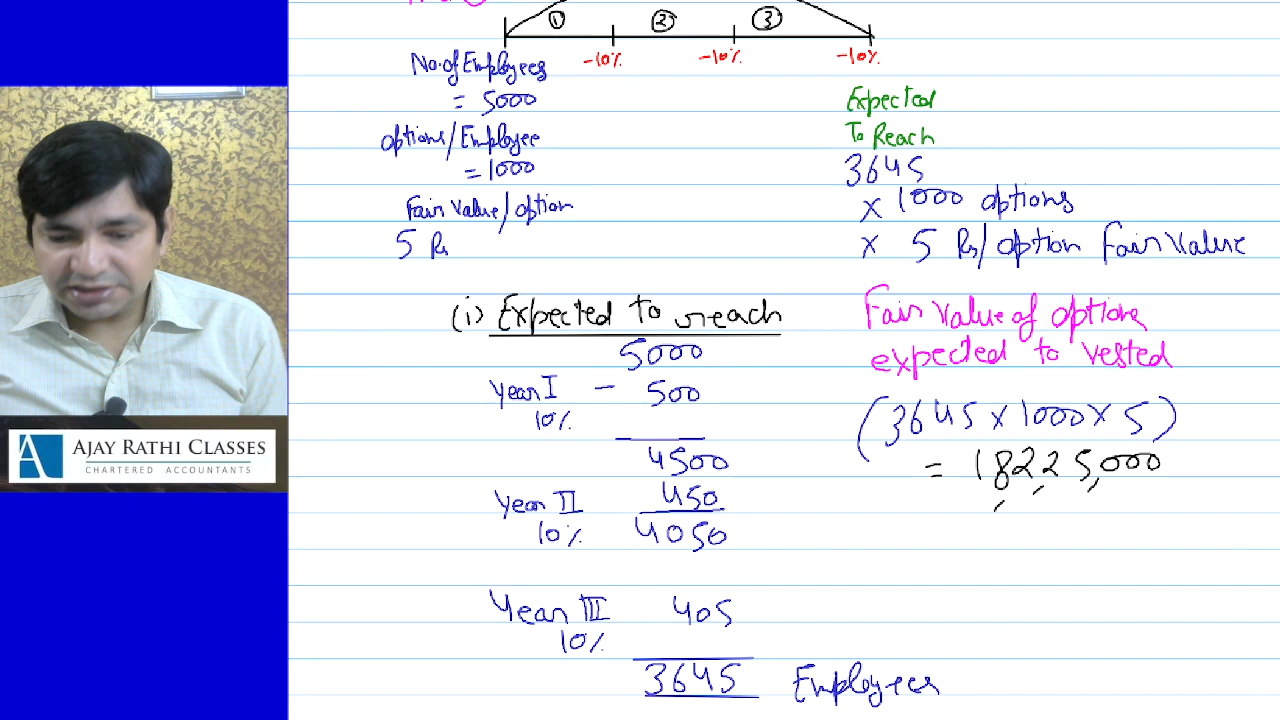 ① ② ③
-10% -10% -10%
No. of Employees
= 5000
options/Employee
= 1000
Fair value/option
5 Rs
Expected
To Reach
3645
x 1000 options
x 5 Rs/option Fair value
(i) Expected to reach
5000
Year I - 500
10%
4500
Year II 450
10% 4050
Year III 405
10%
3645 Employees
Fair value of options
expected to vested
(3645 x 1000 x 5)
= 18225,000
AJAY RATHI CLASSES
CHARTERED ACCOUNTANTS